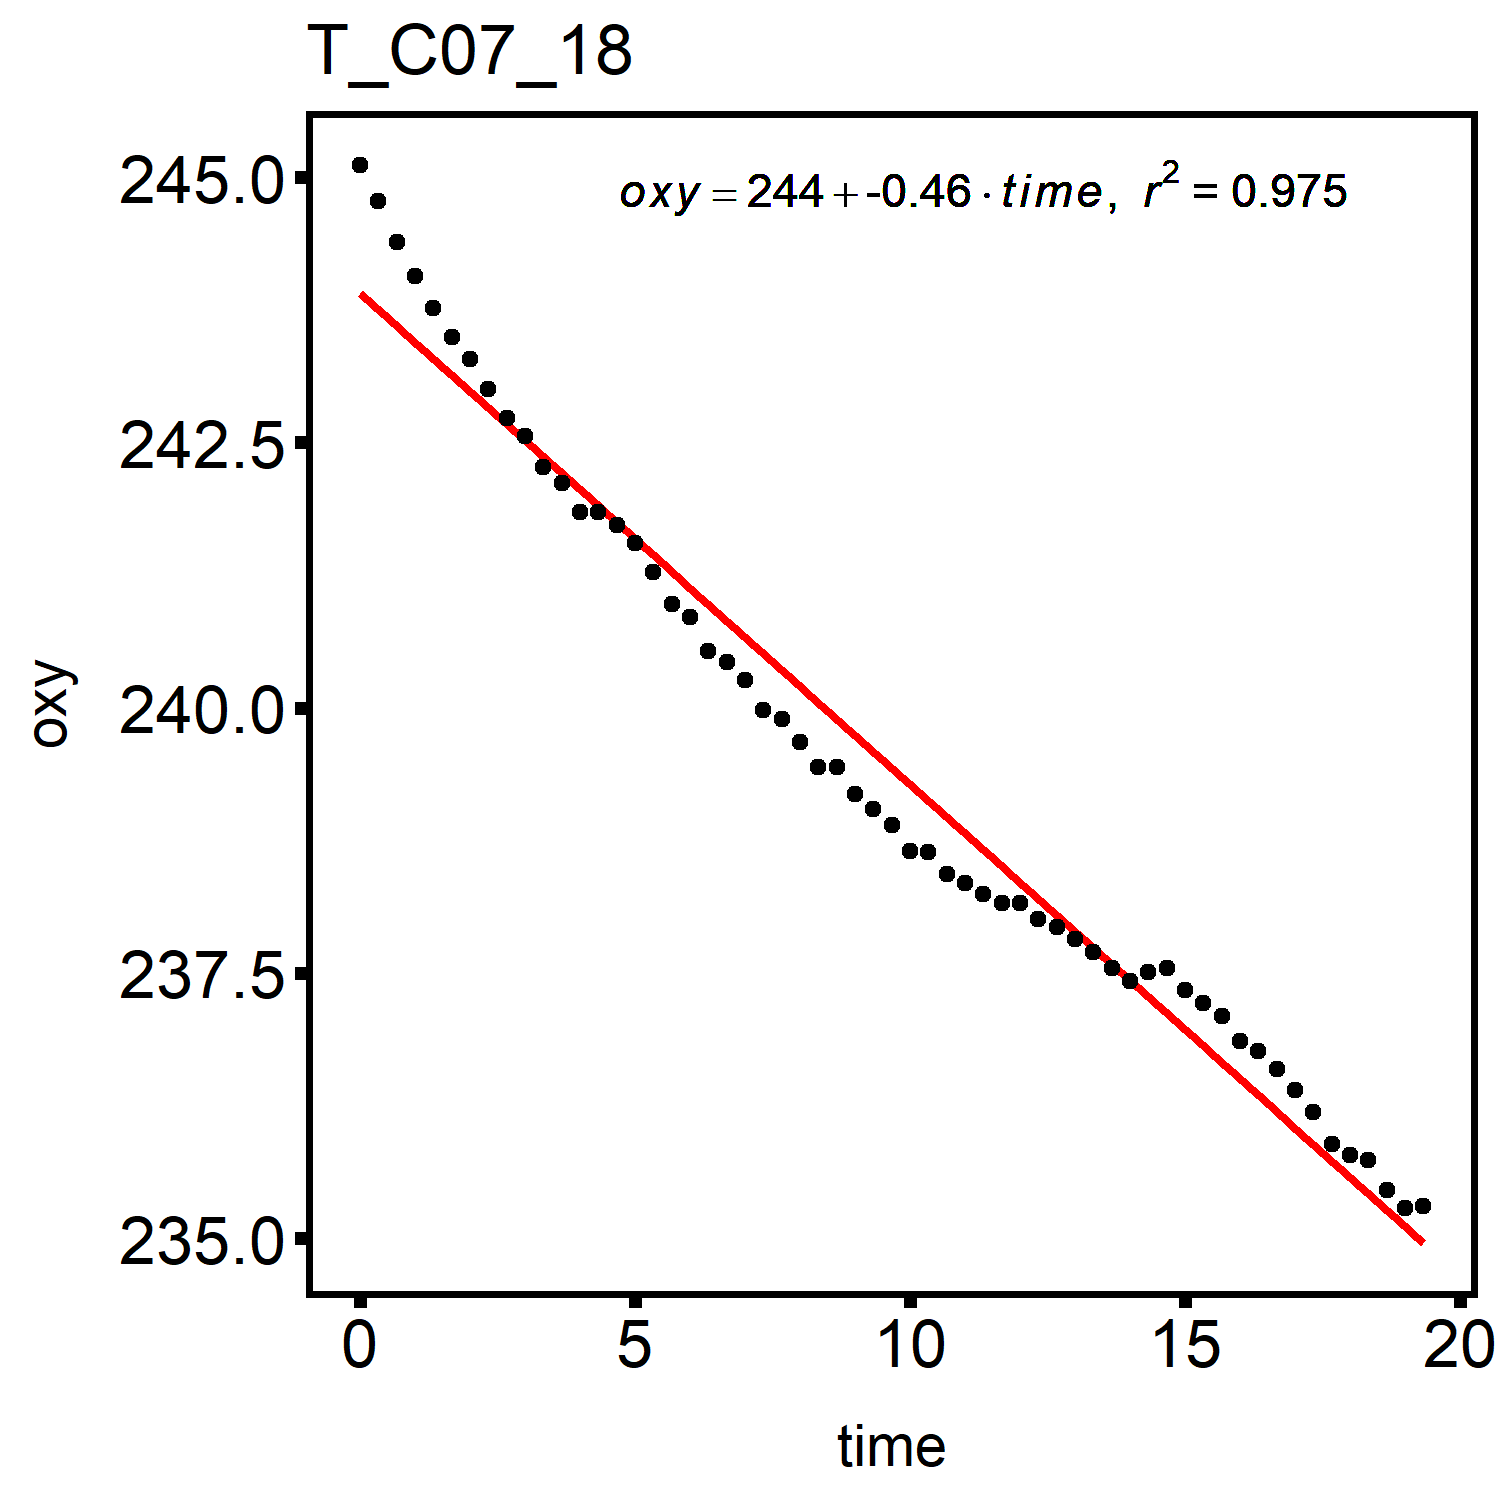 T_C07_18
oxy = 244 + -0.46 · time, r² = 0.975
245.0
242.5
240.0
237.5
235.0
oxy
0 5 10 15 20
time